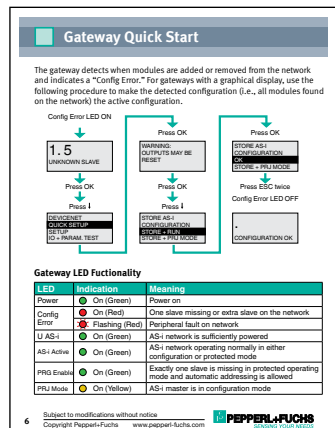 Gateway Quick Start
The gateway detects when modules are added or removed from the network
and indicates a “Config Error.” For gateways with a graphical display, use the
following procedure to make the detected configuration (i.e., all modules found
on the network) the active configuration.
Config Error LED ON
1. 5
UNKNOWN SLAVE
Press OK
Press ↓
DEVICENET
QUICK SETUP
SETUP
IO + PARAM. TEST
Press OK
WARNING:
OUTPUTS MAY BE
RESET
Press OK
Press ↓
STORE AS-I
CONFIGURATION
STORE + RUN
STORE + PRJ MODE
Press OK
STORE AS-I
CONFIGURATION
OK
STORE + PRJ MODE
Press ESC twice
Config Error LED OFF
.
CONFIGURATION OK
Gateway LED Fuctionality
LED Indication Meaning
Power On (Green) Power on
Config Error On (Red) One slave missing or extra slave on the network
Flashing (Red) Peripheral fault on network
U AS-i On (Green) AS-i network is sufficiently powered
AS-i Active On (Green) AS-i network operating normally in either
configuration or protected mode
PRG Enable On (Green) Exactly one slave is missing in protected operating
mode and automatic addressing is allowed
PRJ Mode On (Yellow) AS-i master is in configuration mode
6
Subject to modifications without notice
Copyright Pepperl+Fuchs www.pepperl-fuchs.com
PEPPERL+FUCHS
SENSING YOUR NEEDS